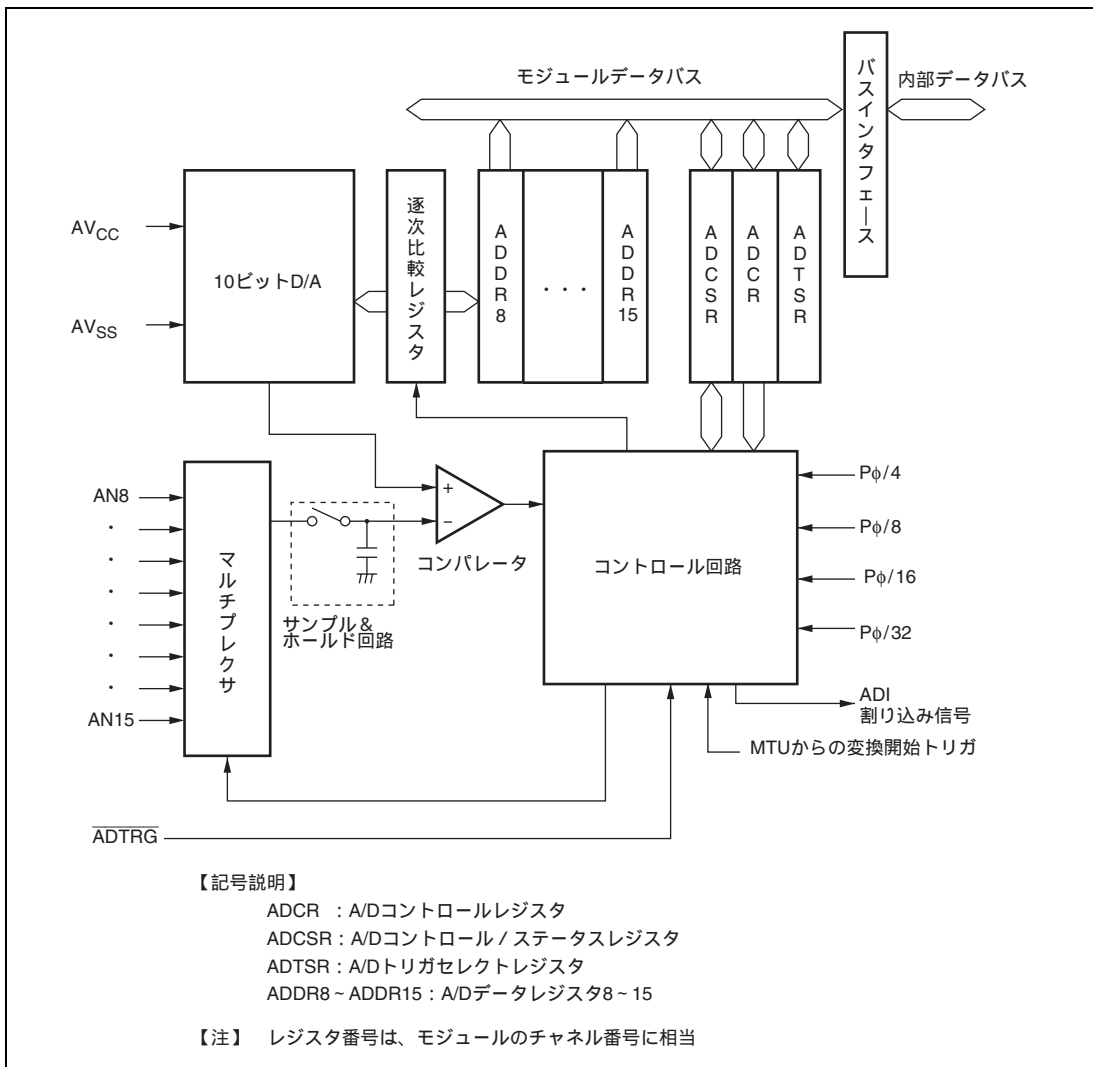 モジュールデータバス
バスインタフェース
内部データバス
AVCC
AVSS
10ビットD/A
逐次比較レジスタ
ADDR8
・・・
ADDR15
ADCSR
ADCR
ADTSR
AN8
・
・
・
・
・
・
AN15
マルチプレクサ
サンプル&
ホールド回路
+
−
コンパレータ
コントロール回路
Pφ/4
Pφ/8
Pφ/16
Pφ/32
ADI
割り込み信号
MTUからの変換開始トリガ
ADTRG
【記号説明】
ADCR :A/Dコントロールレジスタ
ADCSR:A/Dコントロール/ステータスレジスタ
ADTSR:A/Dトリガセレクトレジスタ
ADDR8~ADDR15:A/Dデータレジスタ8~15
【注】 レジスタ番号は、モジュールのチャネル番号に相当